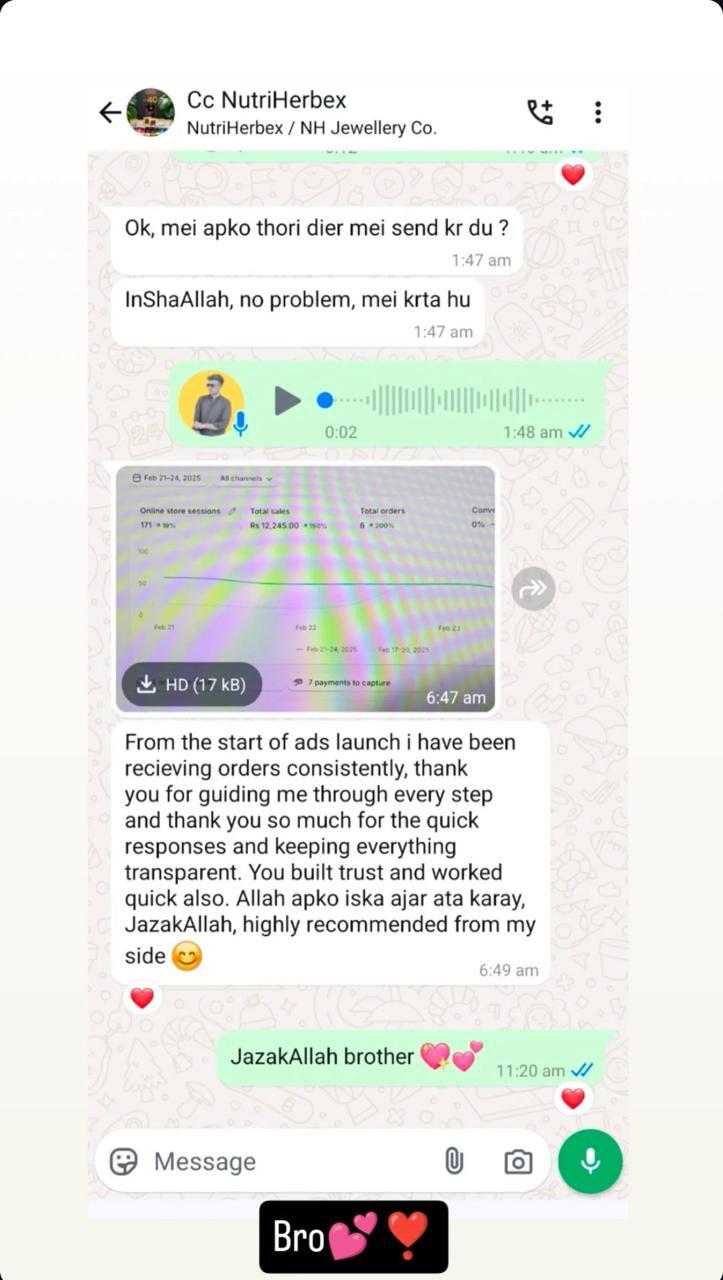 Cc NutriHerbex
NutriHerbex / NH Jewellery Co.
Ok, mei apko thori dier mei send kr du ?
1:47 am
InShaAllah, no problem, mei krta hu
1:47 am
0:02
1:48 am
Feb 21-24, 2025 All channels
Online store sessions Total sales Total orders
171 Rs 12,245.00 150% 6 200% 0%
100
50
0
Feb 21 Feb 22 Feb 23
Feb 21-24, 2025 Feb 17-20, 2025
7 payments to capture
HD (17 kB)
6:47 am
From the start of ads launch i have been
recieving orders consistently, thank
you for guiding me through every step
and thank you so much for the quick
responses and keeping everything
transparent. You built trust and worked
quick also. Allah apko iska ajar ata karay,
JazakAllah, highly recommended from my
side 😊
6:49 am
JazakAllah brother 💖💕
11:20 am
Message
Bro💕❣️